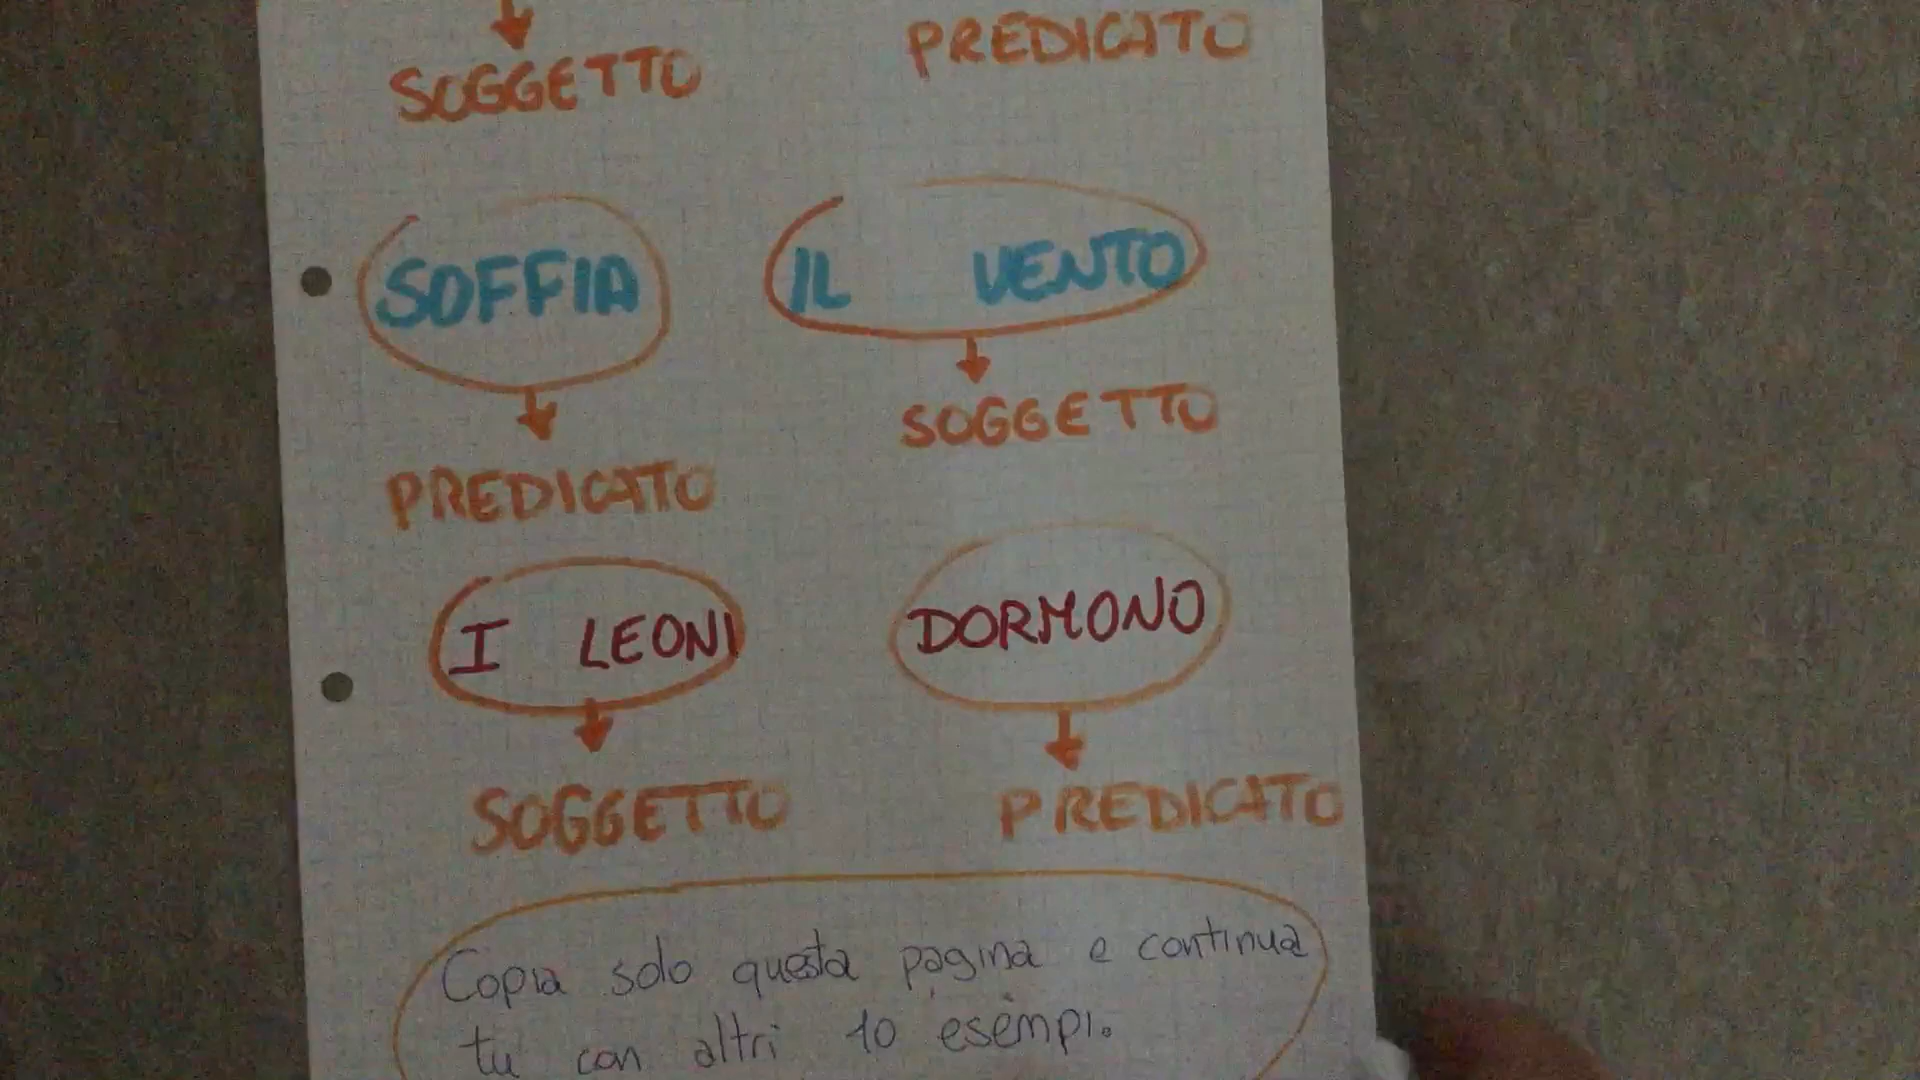 SOGGETTO PREDICATO
SOFFIA IL VENTO
SOGGETTO
PREDICATO
I LEONI DORMONO
SOGGETTO PREDICATO
Copia solo questa pagina e continua
tu con altri 10 esempi.